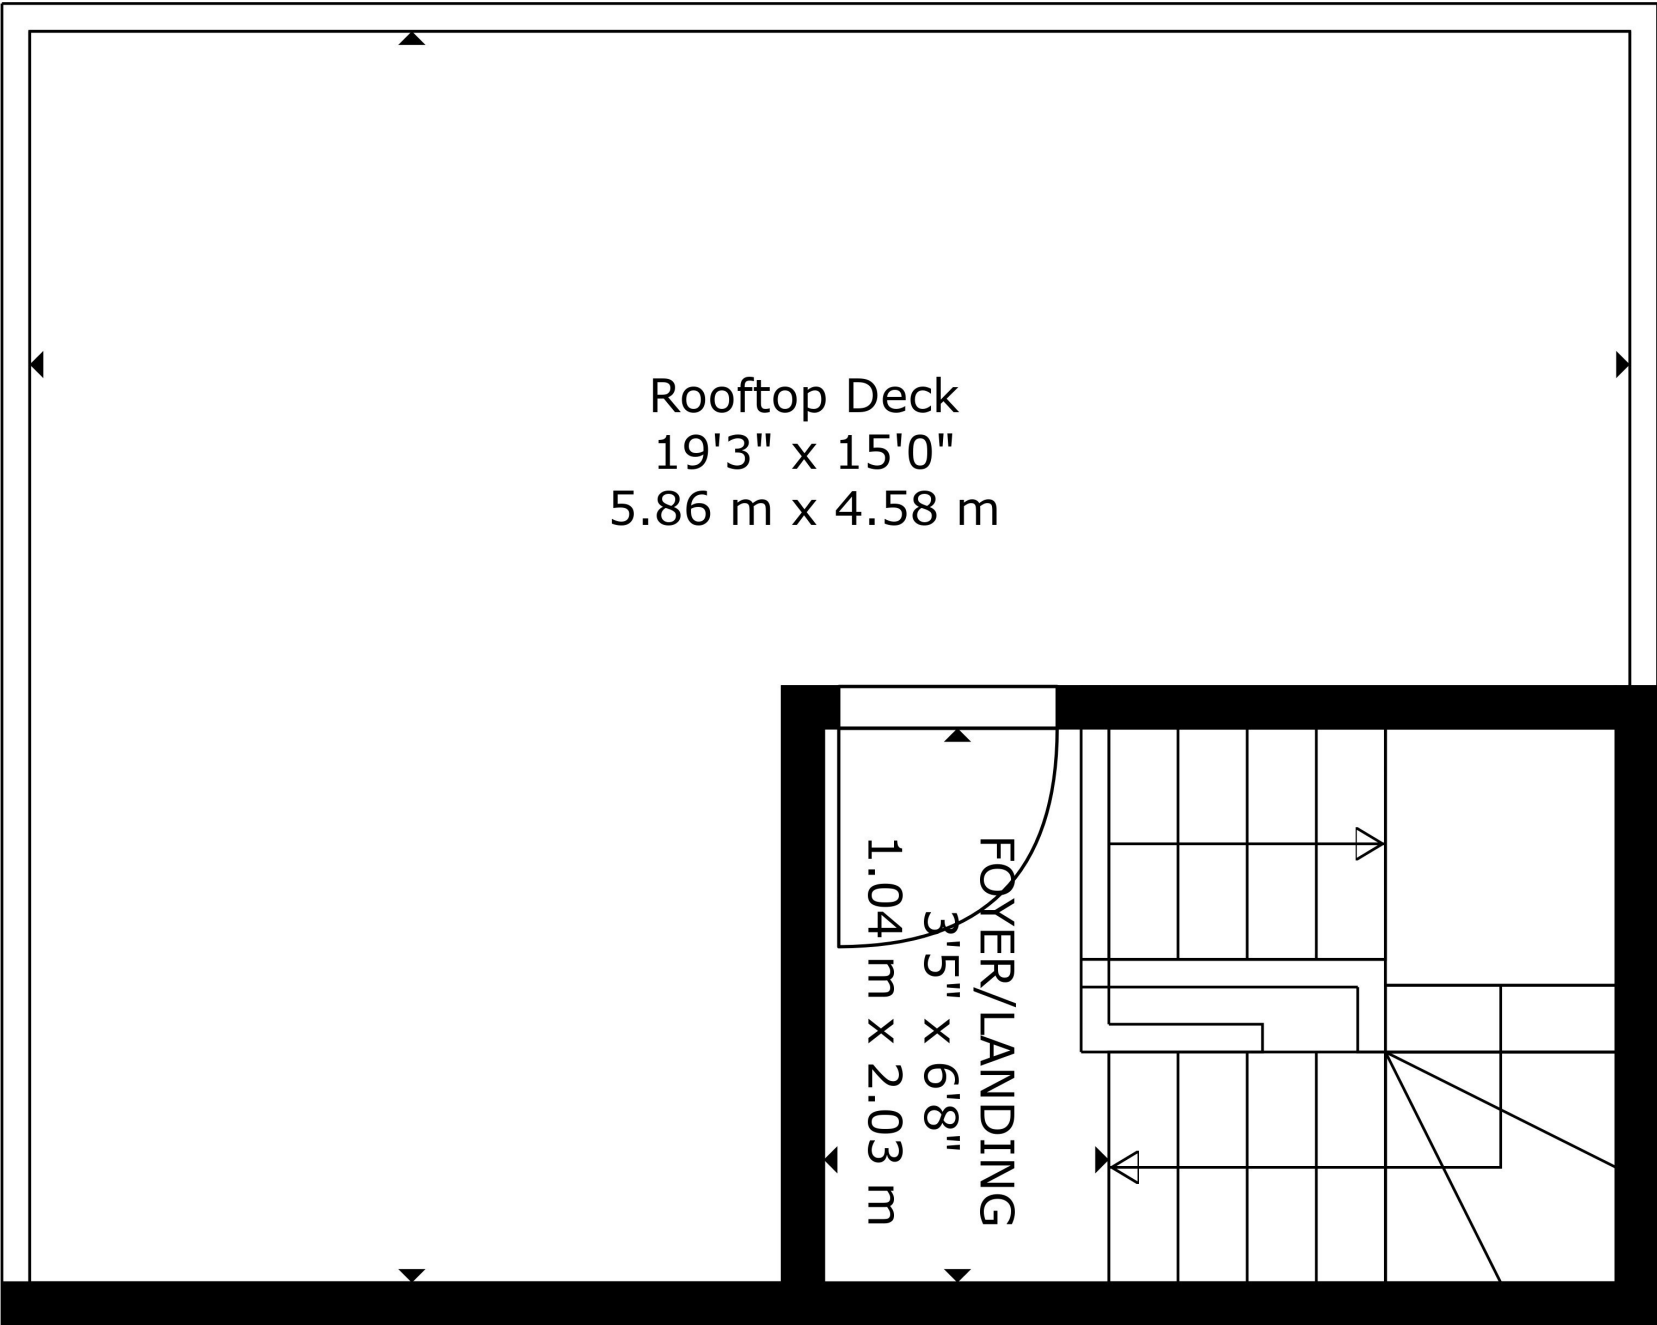 Rooftop Deck
19'3" x 15'0"
5.86 m x 4.58 m
FOYER/LANDING
3'5" x 6'8"
1.04 m x 2.03 m